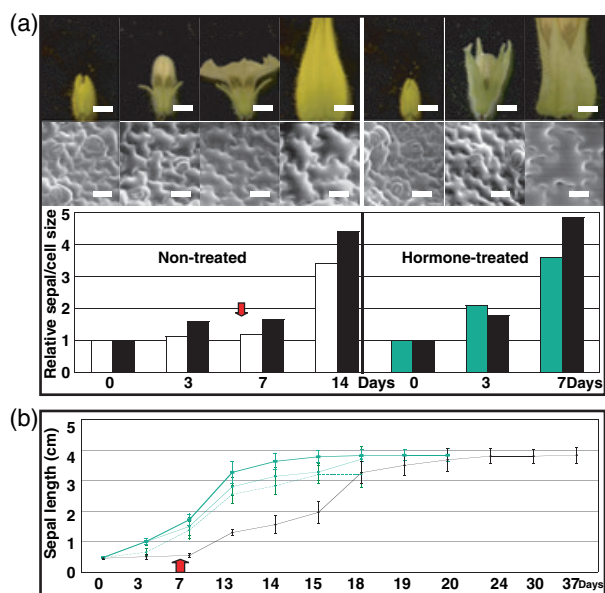 (a)
Relative sepal/cell size
5
4
3
2
1
0
Non-treated
Hormone-treated
0 3 7 14 Days 0 3 7Days
(b)
Sepal length (cm)
5
4
3
2
1
0
0 3 7 13 14 15 18 19 20 24 30 37Days